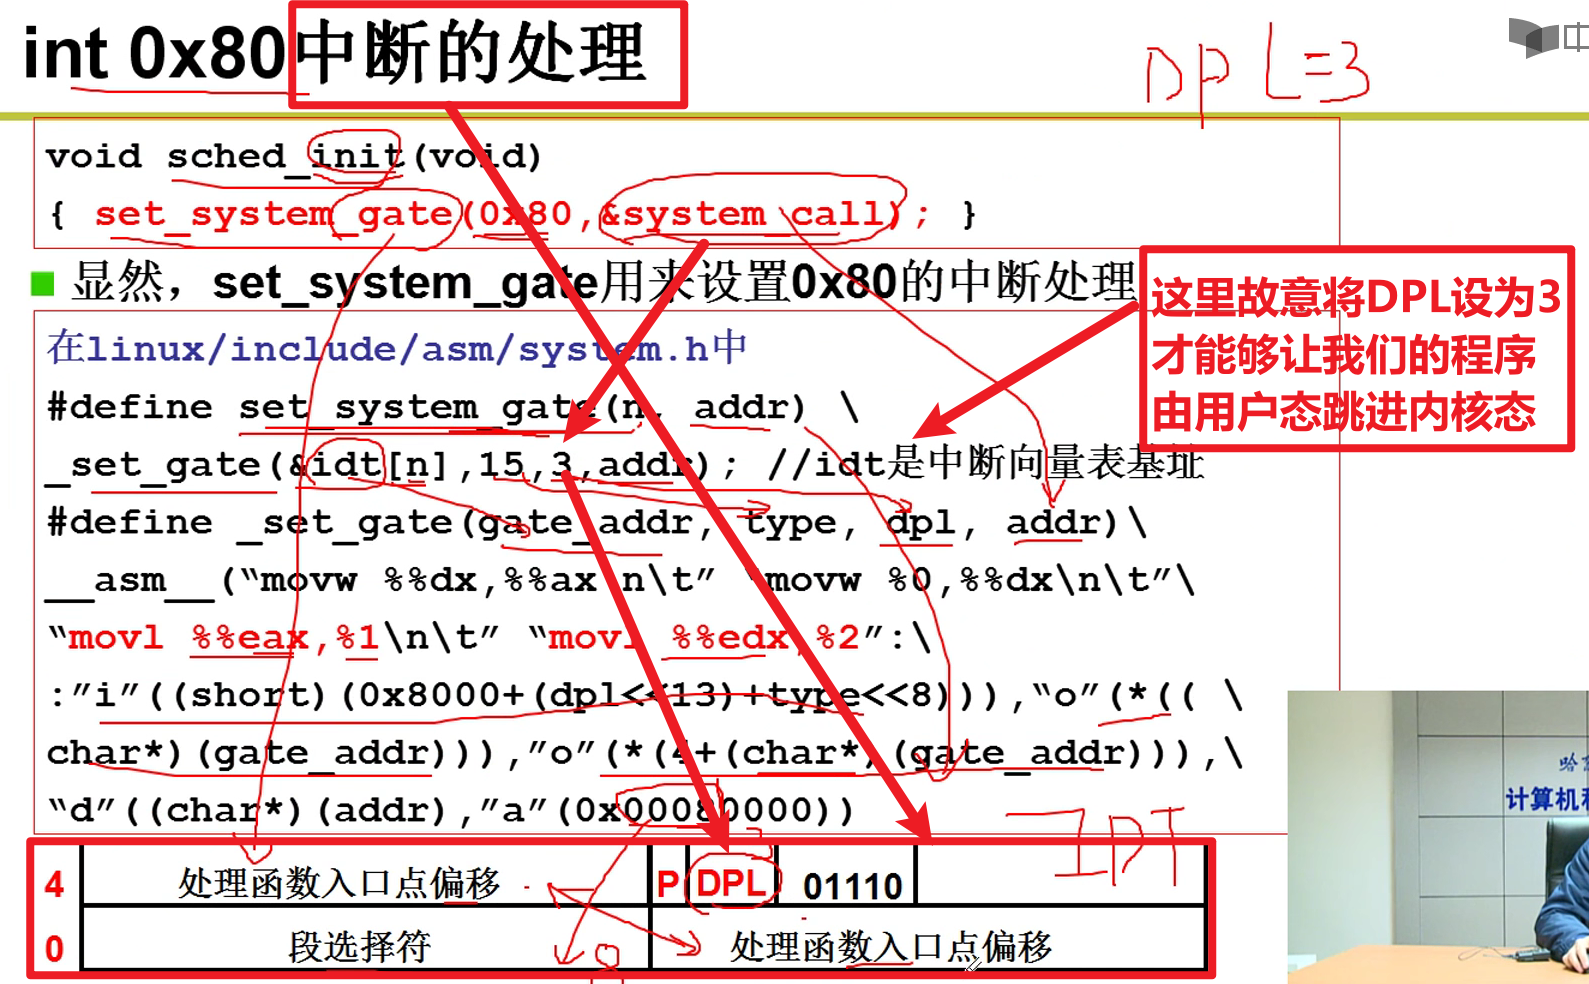 int 0x80中断的处理
DPL=3
void sched_init(void)
{ set_system_gate(0x80,&system_call); }
显然，set_system_gate用来设置0x80的中断处理
这里故意将DPL设为3
才能够让我们的程序
由用户态跳进内核态
在linux/include/asm/system.h中
#define set_system_gate(n, addr) \
_set_gate(&idt[n],15,3,addr); //idt是中断向量表基址
#define _set_gate(gate_addr, type, dpl, addr)\
__asm__(“movw %%dx,%%ax\n\t” “movw %0,%%dx\n\t”\
“movl %%eax,%1\n\t” “movl %%edx,%2”:\
:”i”((short)(0x8000+(dpl<<13)+type<<8))),“o”(*(( \
char*)(gate_addr))),”o”(*(4+(char*)(gate_addr))),\
“d”((char*)(addr),”a”(0x00080000))
IDT
4 处理函数入口点偏移 P DPL 01110
0 段选择符 处理函数入口点偏移
3
8
计算机